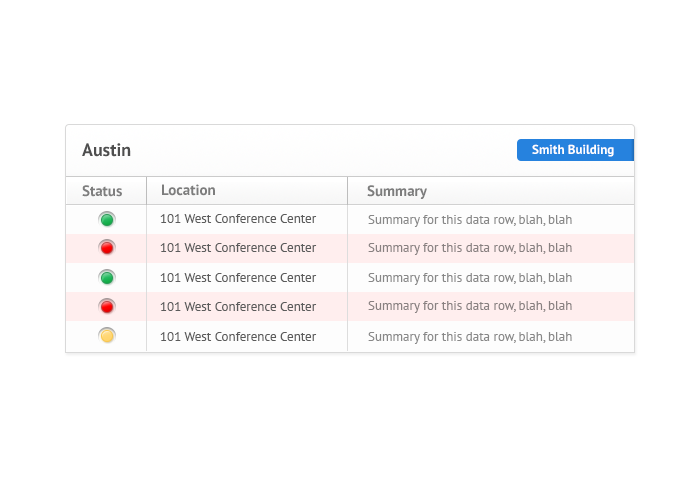 Austin
Smith Building
Status Location Summary
101 West Conference Center Summary for this data row, blah, blah
101 West Conference Center Summary for this data row, blah, blah
101 West Conference Center Summary for this data row, blah, blah
101 West Conference Center Summary for this data row, blah, blah
101 West Conference Center Summary for this data row, blah, blah